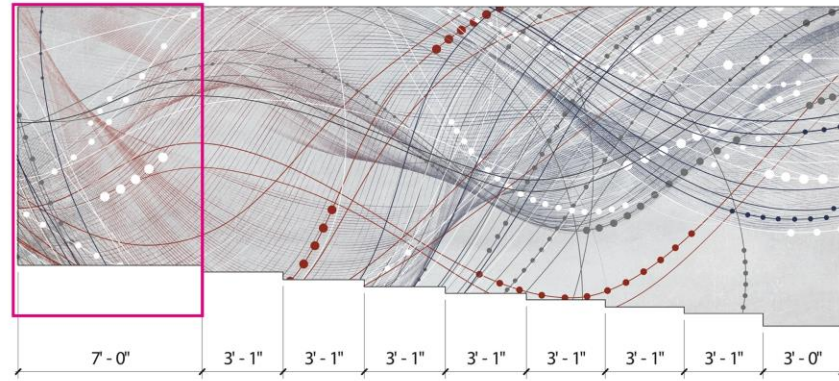 7' - 0" 3' - 1" 3' - 1" 3' - 1" 3' - 1" 3' - 1" 3' - 1" 3' - 1" 3' - 0"